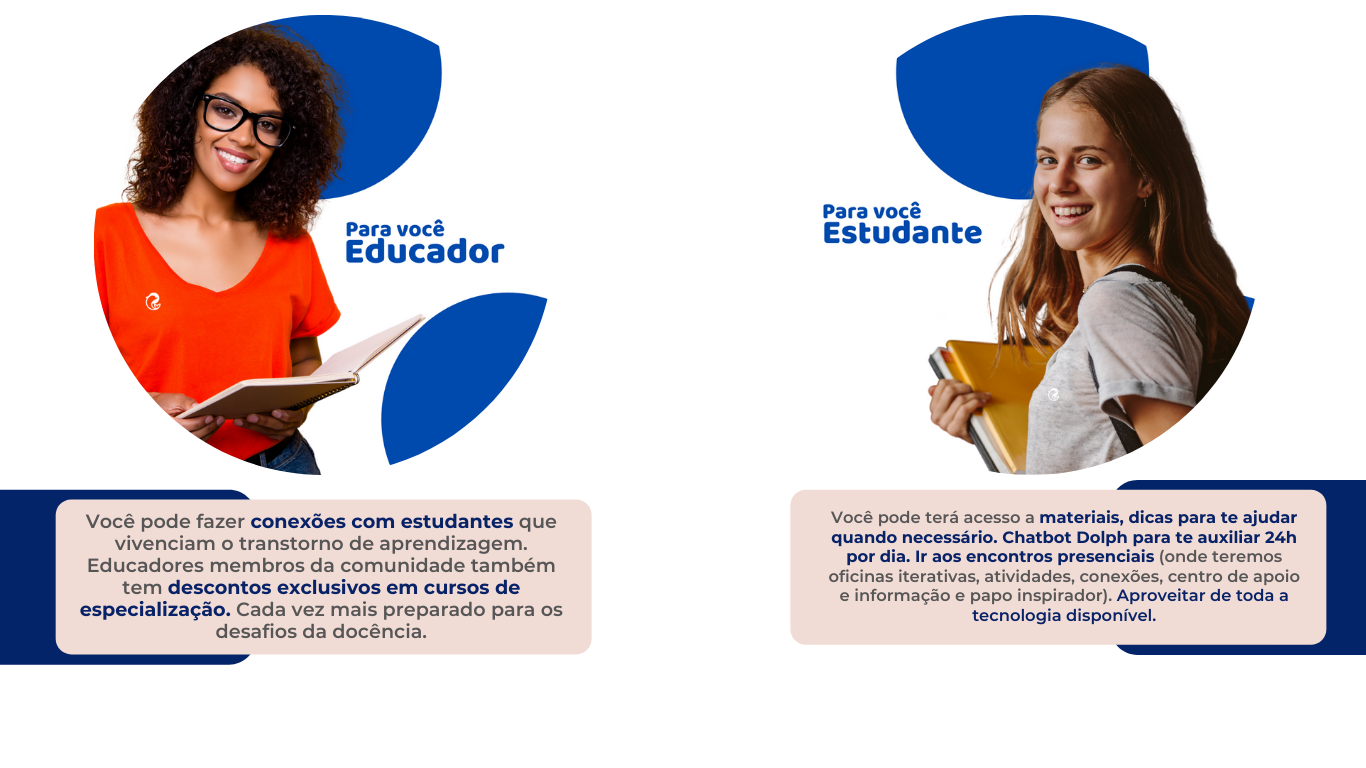 Para você
Educador
Você pode fazer conexões com estudantes que
vivenciam o transtorno de aprendizagem.
Educadores membros da comunidade também
tem descontos exclusivos em cursos de
especialização. Cada vez mais preparado para os
desafios da docência.
Para você
Estudante
Você pode terá acesso a materiais, dicas para te ajudar
quando necessário. Chatbot Dolph para te auxiliar 24h
por dia. Ir aos encontros presenciais (onde teremos
oficinas iterativas, atividades, conexões, centro de apoio
e informação e papo inspirador). Aproveitar de toda a
tecnologia disponível.